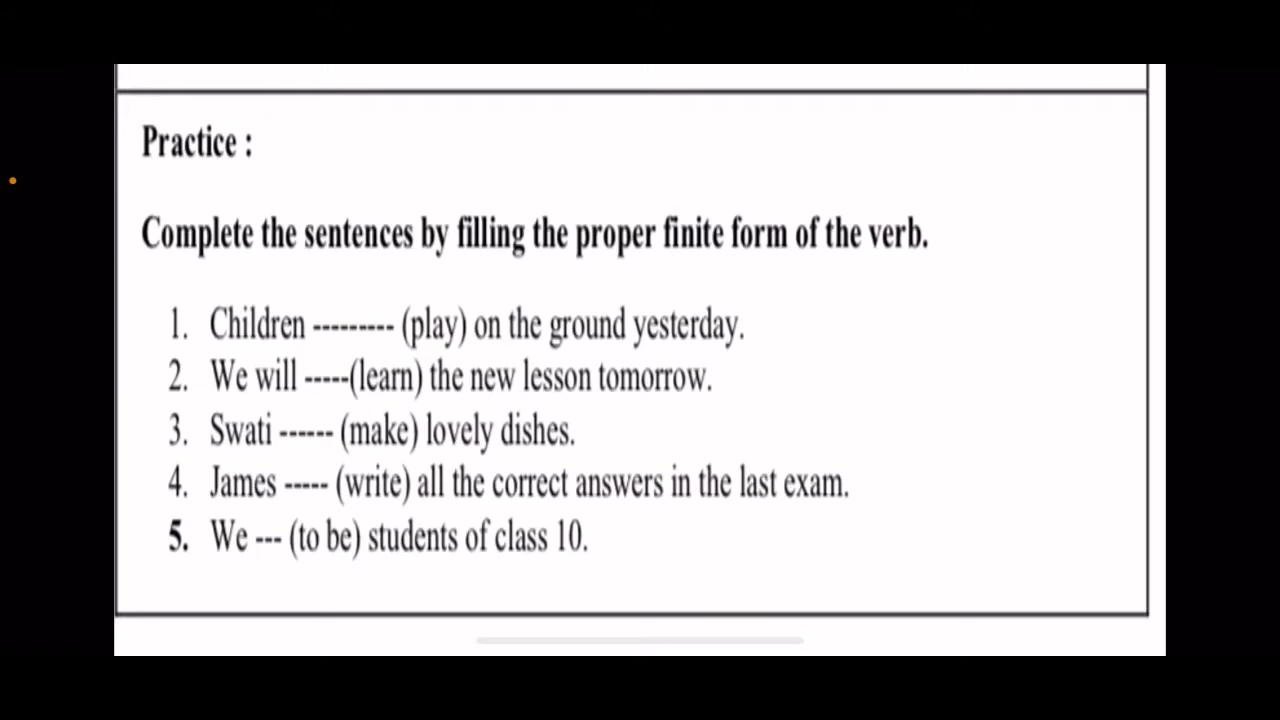 Practice :
Complete the sentences by filling the proper finite form of the verb.
1. Children --------- (play) on the ground yesterday.
2. We will -----(learn) the new lesson tomorrow.
3. Swati ------ (make) lovely dishes.
4. James ----- (write) all the correct answers in the last exam.
5. We --- (to be) students of class 10.